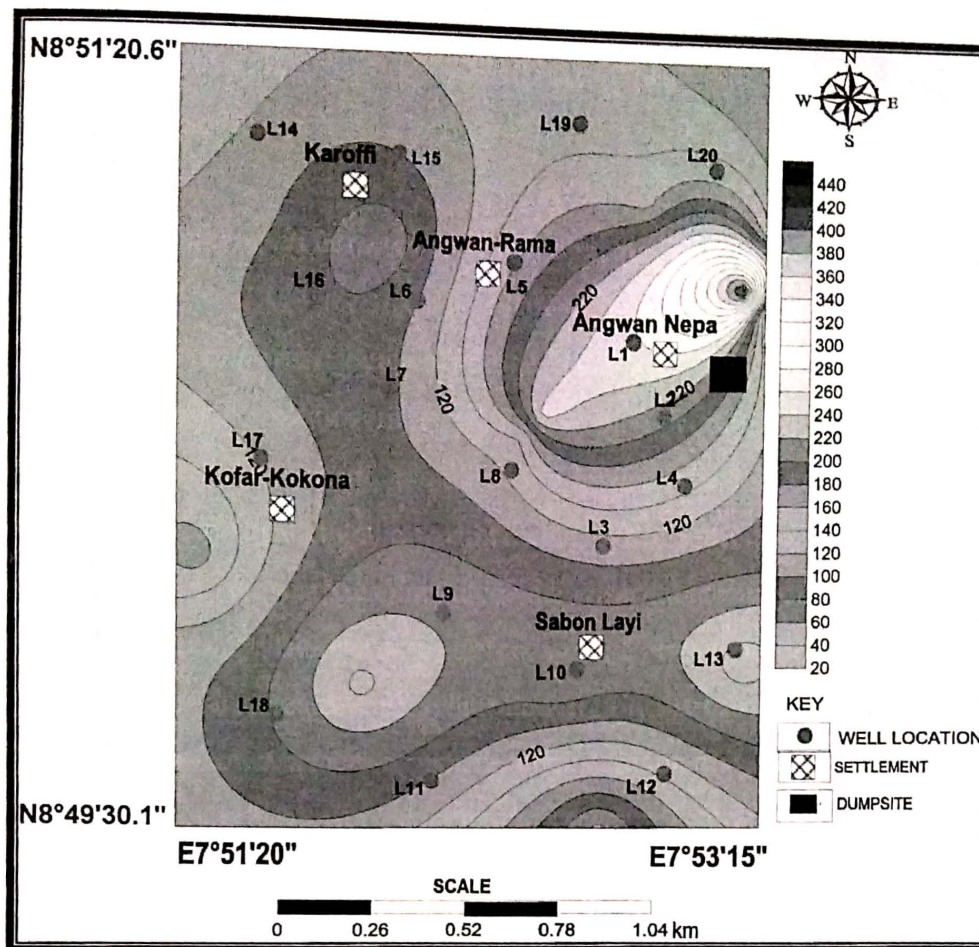 N8°51'20.6"
N
W E
S
L14
L19
Karoffi
L15
L20
440
420
400
360
340
320
300
280
260
240
220
200
180
160
140
120
100
80
60
40
20
Angwan-Rama
L16
L6
L5
220
Angwan Nepa
L1
L7
120
L2
220
L17
Kofar-Kokona
L8
L4
L3
120
L9
Sabon Layi
L10
L13
L18
120
L11
L12
KEY
WELL LOCATION
SETTLEMENT
DUMPSITE
N8°49'30.1"
E7°51'20"
E7°53'15"
SCALE
0 0.26 0.52 0.78 1.04 km